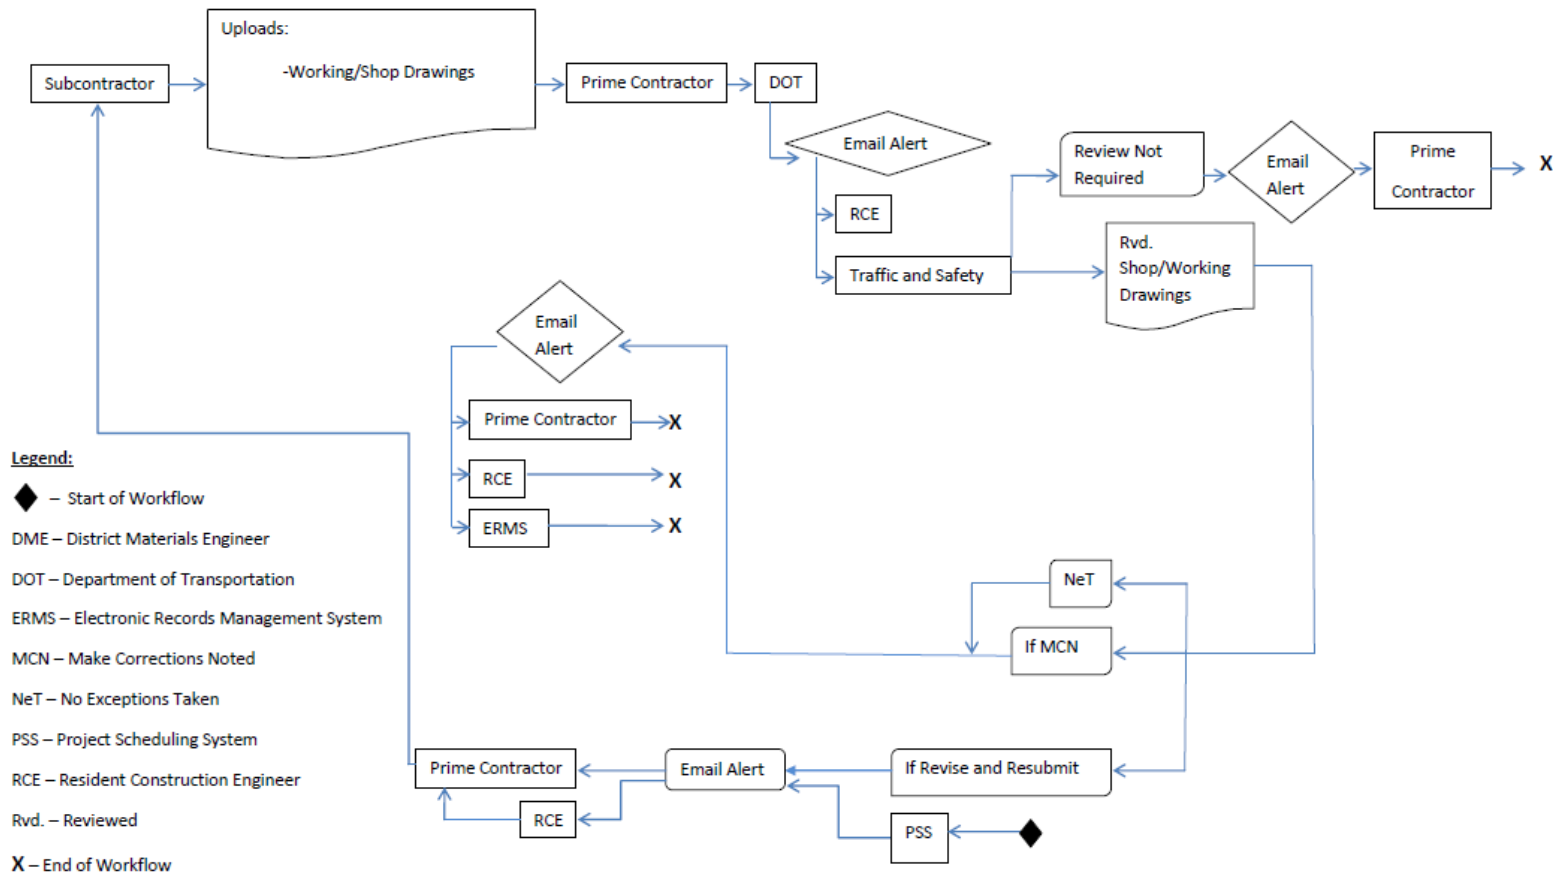 Uploads:
-Working/Shop Drawings
Subcontractor
Prime Contractor
DOT
Email Alert
Review Not
Required
Email
Alert
Prime
Contractor
X
RCE
Traffic and Safety
Rvd.
Shop/Working
Drawings
Email
Alert
Prime Contractor
X
RCE
X
ERMS
X
NeT
If MCN
If Revise and Resubmit
Email Alert
Prime Contractor
RCE
PSS
Legend:
– Start of Workflow
DME – District Materials Engineer
DOT – Department of Transportation
ERMS – Electronic Records Management System
MCN – Make Corrections Noted
NeT – No Exceptions Taken
PSS – Project Scheduling System
RCE – Resident Construction Engineer
Rvd. – Reviewed
X – End of Workflow